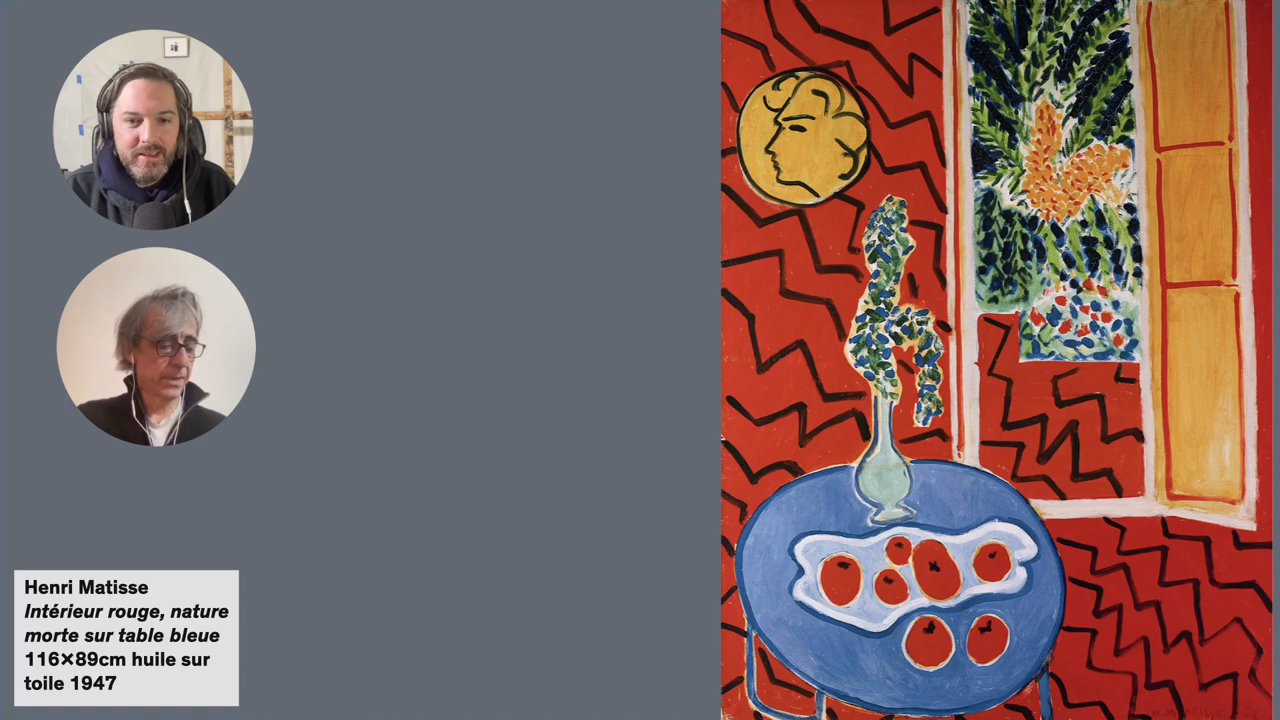 Henri Matisse
Intérieur rouge, nature
morte sur table bleue
116×89cm huile sur
toile 1947